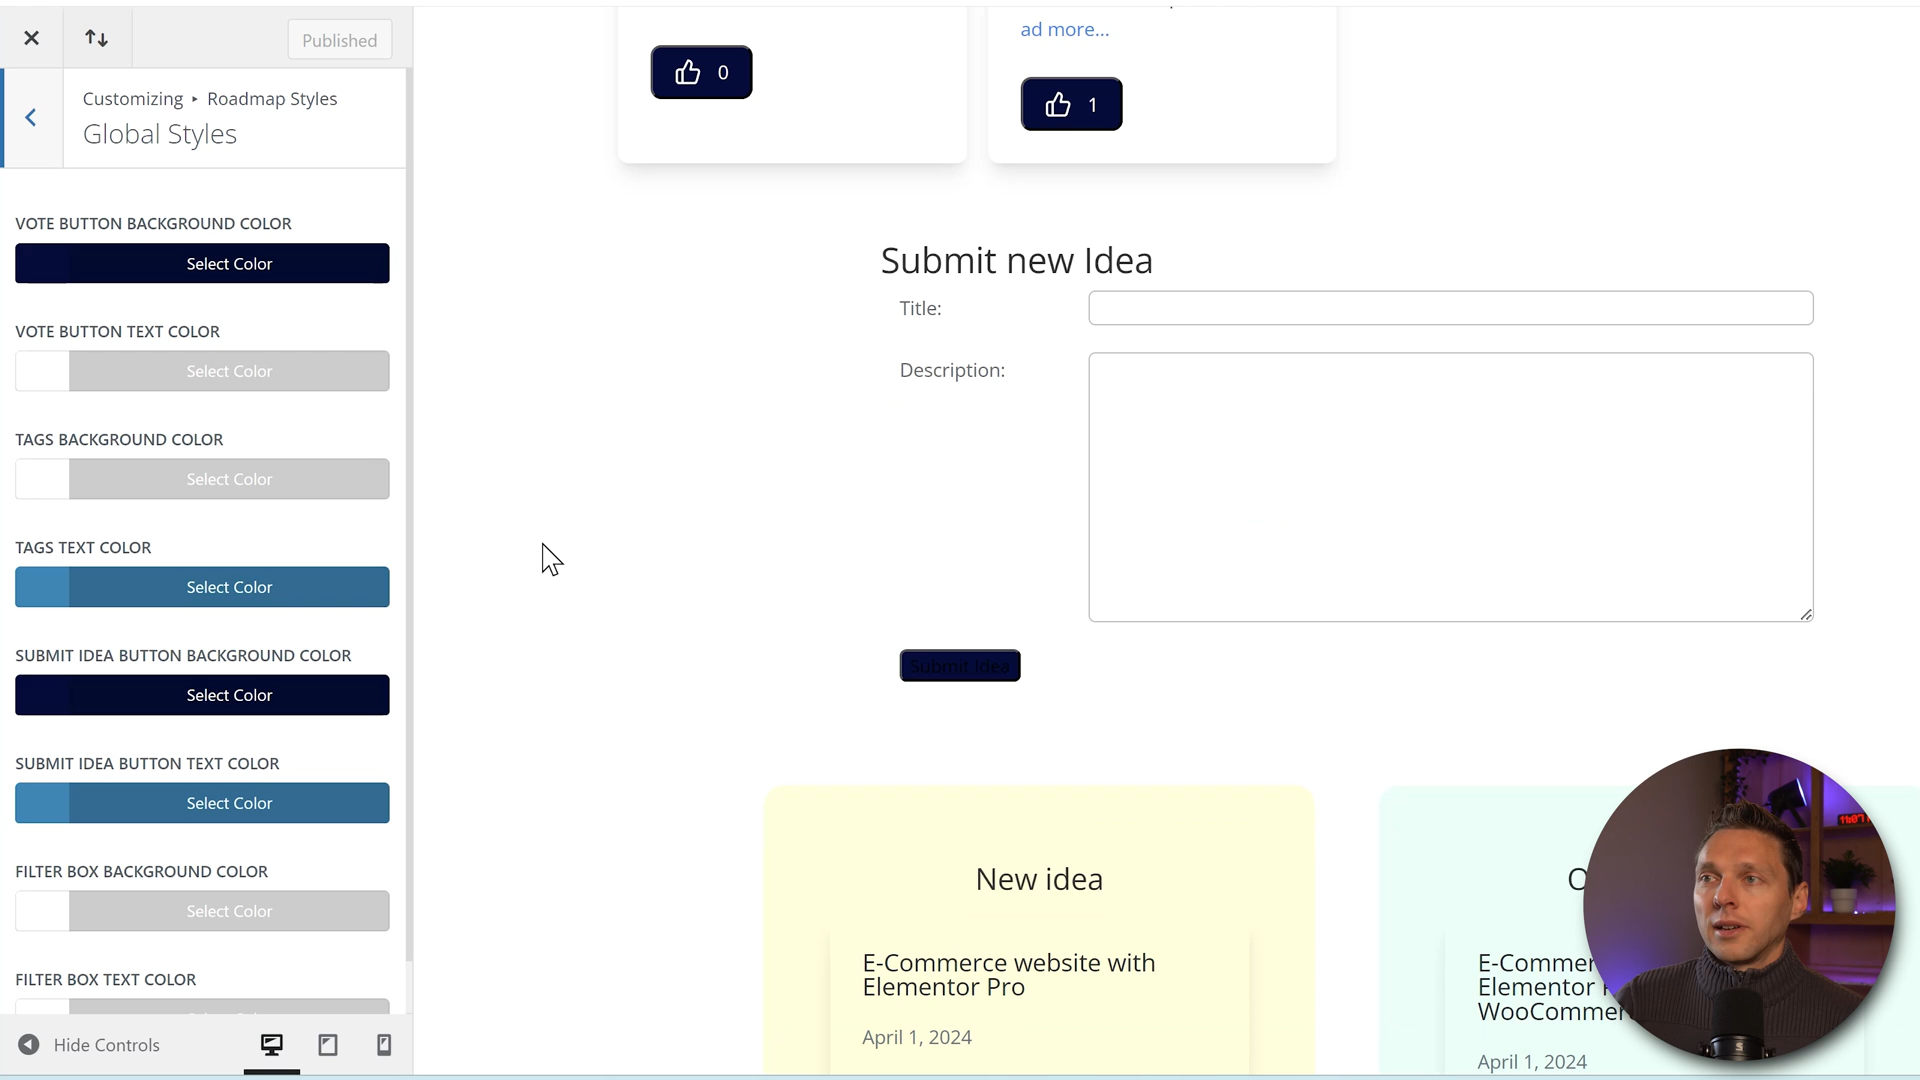 Published
Customizing ▸ Roadmap Styles
Global Styles
VOTE BUTTON BACKGROUND COLOR
Select Color
VOTE BUTTON TEXT COLOR
Select Color
TAGS BACKGROUND COLOR
Select Color
TAGS TEXT COLOR
Select Color
SUBMIT IDEA BUTTON BACKGROUND COLOR
Select Color
SUBMIT IDEA BUTTON TEXT COLOR
Select Color
FILTER BOX BACKGROUND COLOR
Select Color
FILTER BOX TEXT COLOR
Hide Controls
ad more...
0
1
Submit new Idea
Title:
Description:
Submit Idea
New idea
E-Commerce website with
Elementor Pro
April 1, 2024
E-Commer
Elementor
WooCommer
April 1, 2024